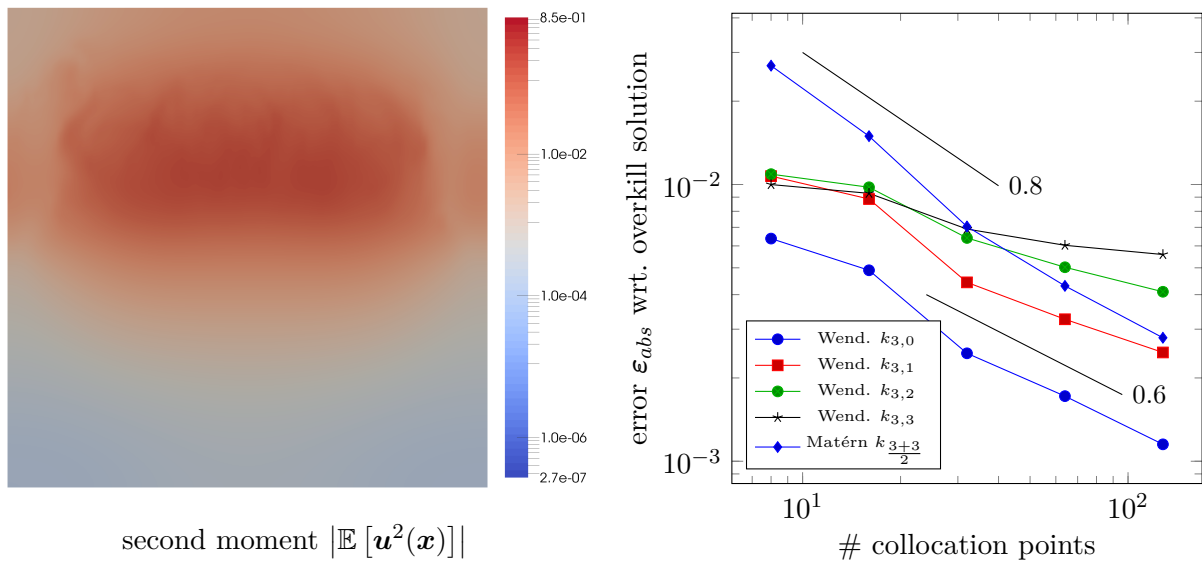 8.5e-01
1.0e-02
1.0e-04
1.0e-06
2.7e-07
second moment |𝔼 [𝒖²(𝒙)]|
error ε_abs wrt. overkill solution
10⁻²
10⁻³
0.8
0.6
Wend. k_{3,0}
Wend. k_{3,1}
Wend. k_{3,2}
Wend. k_{3,3}
Matérn k_{\frac{3+3}{2}}
10¹ 10²
# collocation points